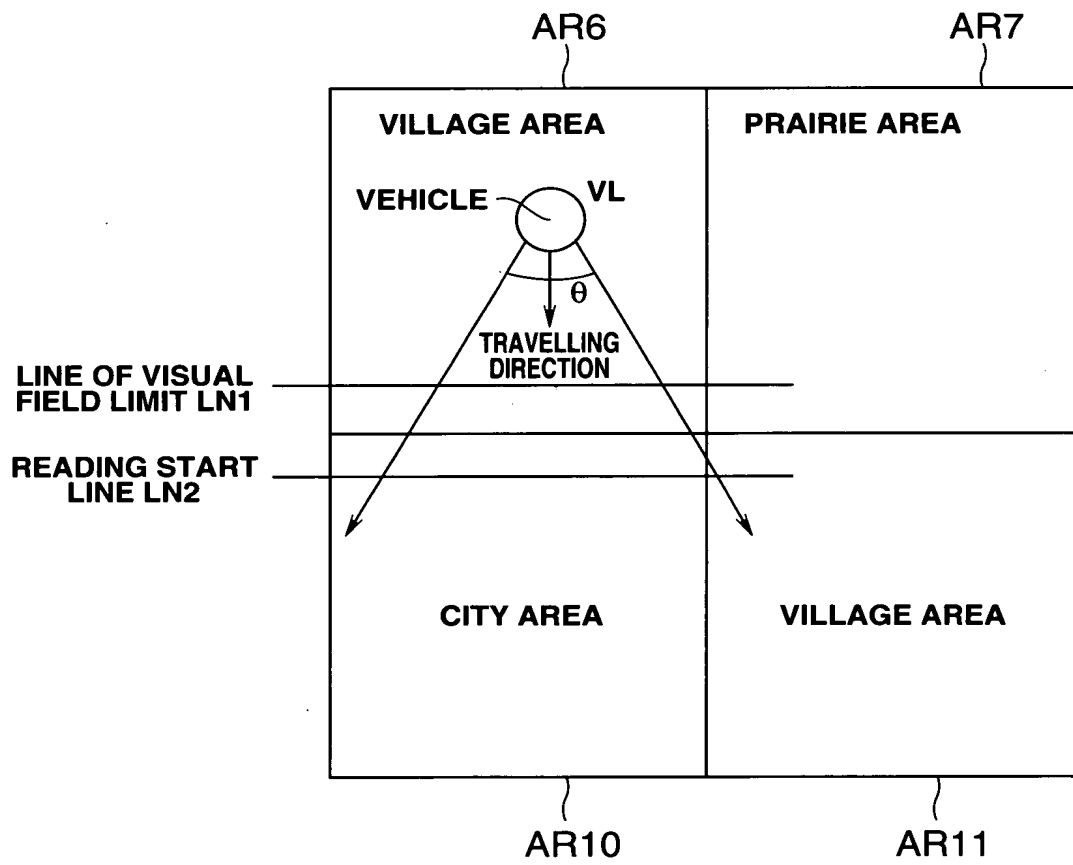 AR6
AR7
VILLAGE AREA
PRAIRIE AREA
VEHICLE
VL
θ
TRAVELLING
DIRECTION
LINE OF VISUAL
FIELD LIMIT LN1
READING START
LINE LN2
CITY AREA
VILLAGE AREA
AR10
AR11